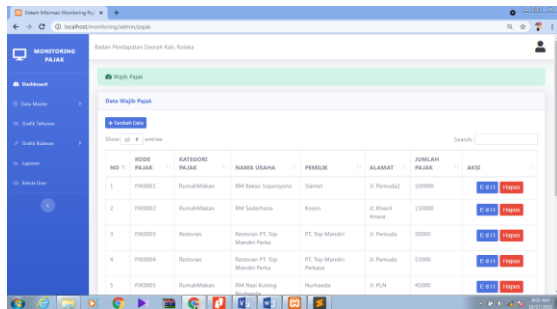 Sistem Informasi Monitoring Pa
localhost/monitoring/admin/pajak
MONITORING
PAJAK
Badan Pendapatan Daerah Kab. Kolaka
Wajib Pajak
Dashboard
Data Master
Grafik Tahunan
Grafik Bulanan
Laporan
Kelola User
Data Wajib Pajak
+ Tambah Data
Show 10 entries
Search:
NO KODE PAJAK KATEGORI PAJAK NAMA USAHA PEMILIK ALAMAT JUMLAH PAJAK AKSI
1 PJK0001 RumahMakan RM Bakso Soponyono Slamet Jl. Pemuda2 100000 Edit Hapus
2 PJK0002 RumahMakan RM Sederhana Kosim Jl. Khairil Anwar 150000 Edit Hapus
3 PJK0003 Restoran Restoran PT. Top Mandiri Perka PT. Top Mandiri Jl. Pemuda 50000 Edit Hapus
4 PJK0004 Restoran Restoran PT. Top Mandiri Perka PT. Top Mandiri Perkasa Jl. Pemuda 52000 Edit Hapus
5 PJK0005 RumahMakan RM Nasi Kuning Nurhaeda Nurhaeda Jl. PLN 45000 Edit Hapus